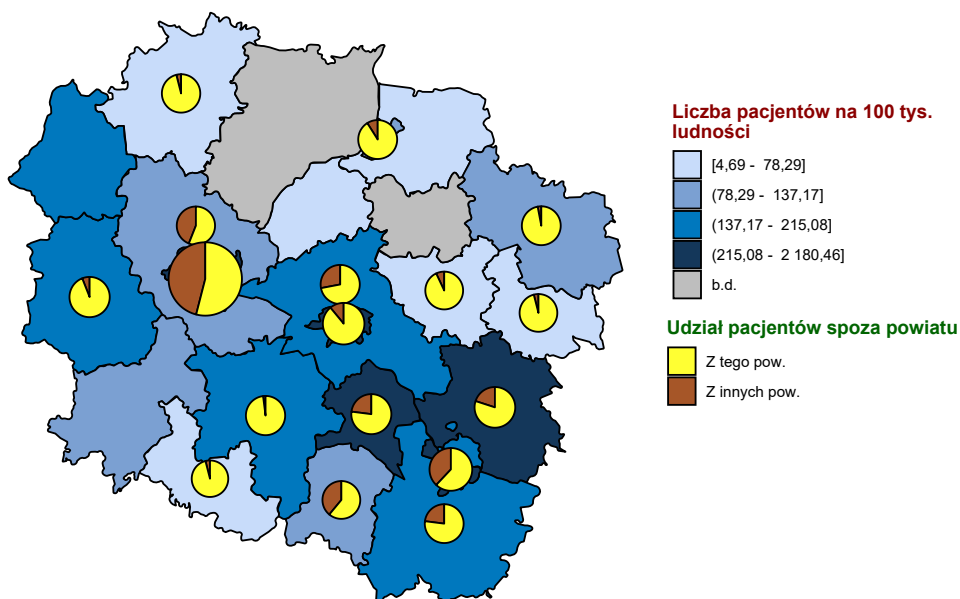 Liczba pacjentów na 100 tys.
ludności
[4,69 - 78,29]
(78,29 - 137,17]
(137,17 - 215,08]
(215,08 - 2 180,46]
b.d.
Udział pacjentów spoza powiatu
Z tego pow.
Z innych pow.